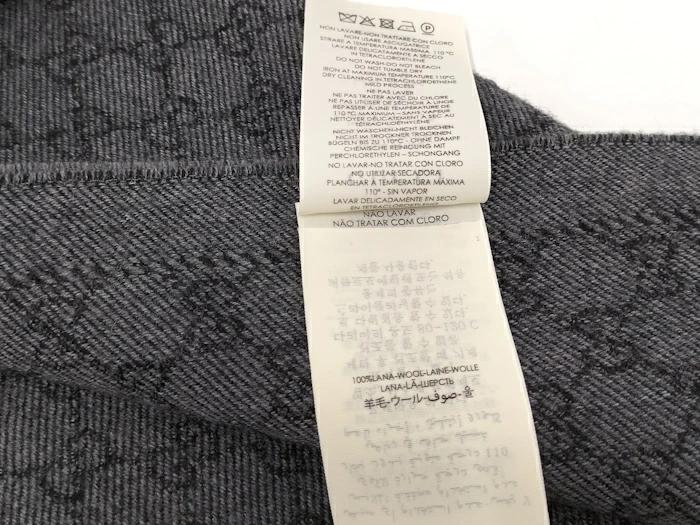 P
NON LAVARE-NON TRATTARE CON CLORO
NON USARE ASCIUGATRICE
STIRARE A TEMPERATURA MASSIMA 110°C
LAVARE DELICATAMENTE A SECCO
IN TETRACLOROETILENE
DO NOT WASH-DO NOT BLEACH
DO NOT TUMBLE DRY
IRON AT MAXIMUM TEMPERATURE 110°C
DRY CLEANING IN TETRACHLOROETHENE
MILD PROCESS
NE PAS LAVER
NE PAS TRAITER AVEC DU CHLORE
NE PAS UTILISER DE SÉCHOIR À LINGE
REPASSER À UNE TEMPÉRATURE DE
110 °C MAXIMUM - SANS VAPEUR
NETTOYER DÉLICATEMENT À SEC AU
TÉTRACHLOROÉTHYLÈNE
NICHT WASCHEN-NICHT BLEICHEN
NICHT IM TROCKNER TROCKNEN
BÜGELN BIS ZU 110°C - OHNE DAMPF
CHEMISCHE REINIGUNG MIT
PERCHLORETHYLEN - SCHONGANG
NO LAVAR-NO TRATAR CON CLORO
NO UTILIZAR SECADORA
PLANCHAR A TEMPERATURA MÁXIMA
110° - SIN VAPOR
LAVAR DELICADAMENTE EN SECO
EN TETRACLOROETILENO
NÃO LAVAR
NÃO TRATAR COM CLORO
100%LANA-WOOL-LAINE-WOLLE
LANA-LÃ-ШЕРСТЬ
羊毛-ウール-صوف-울